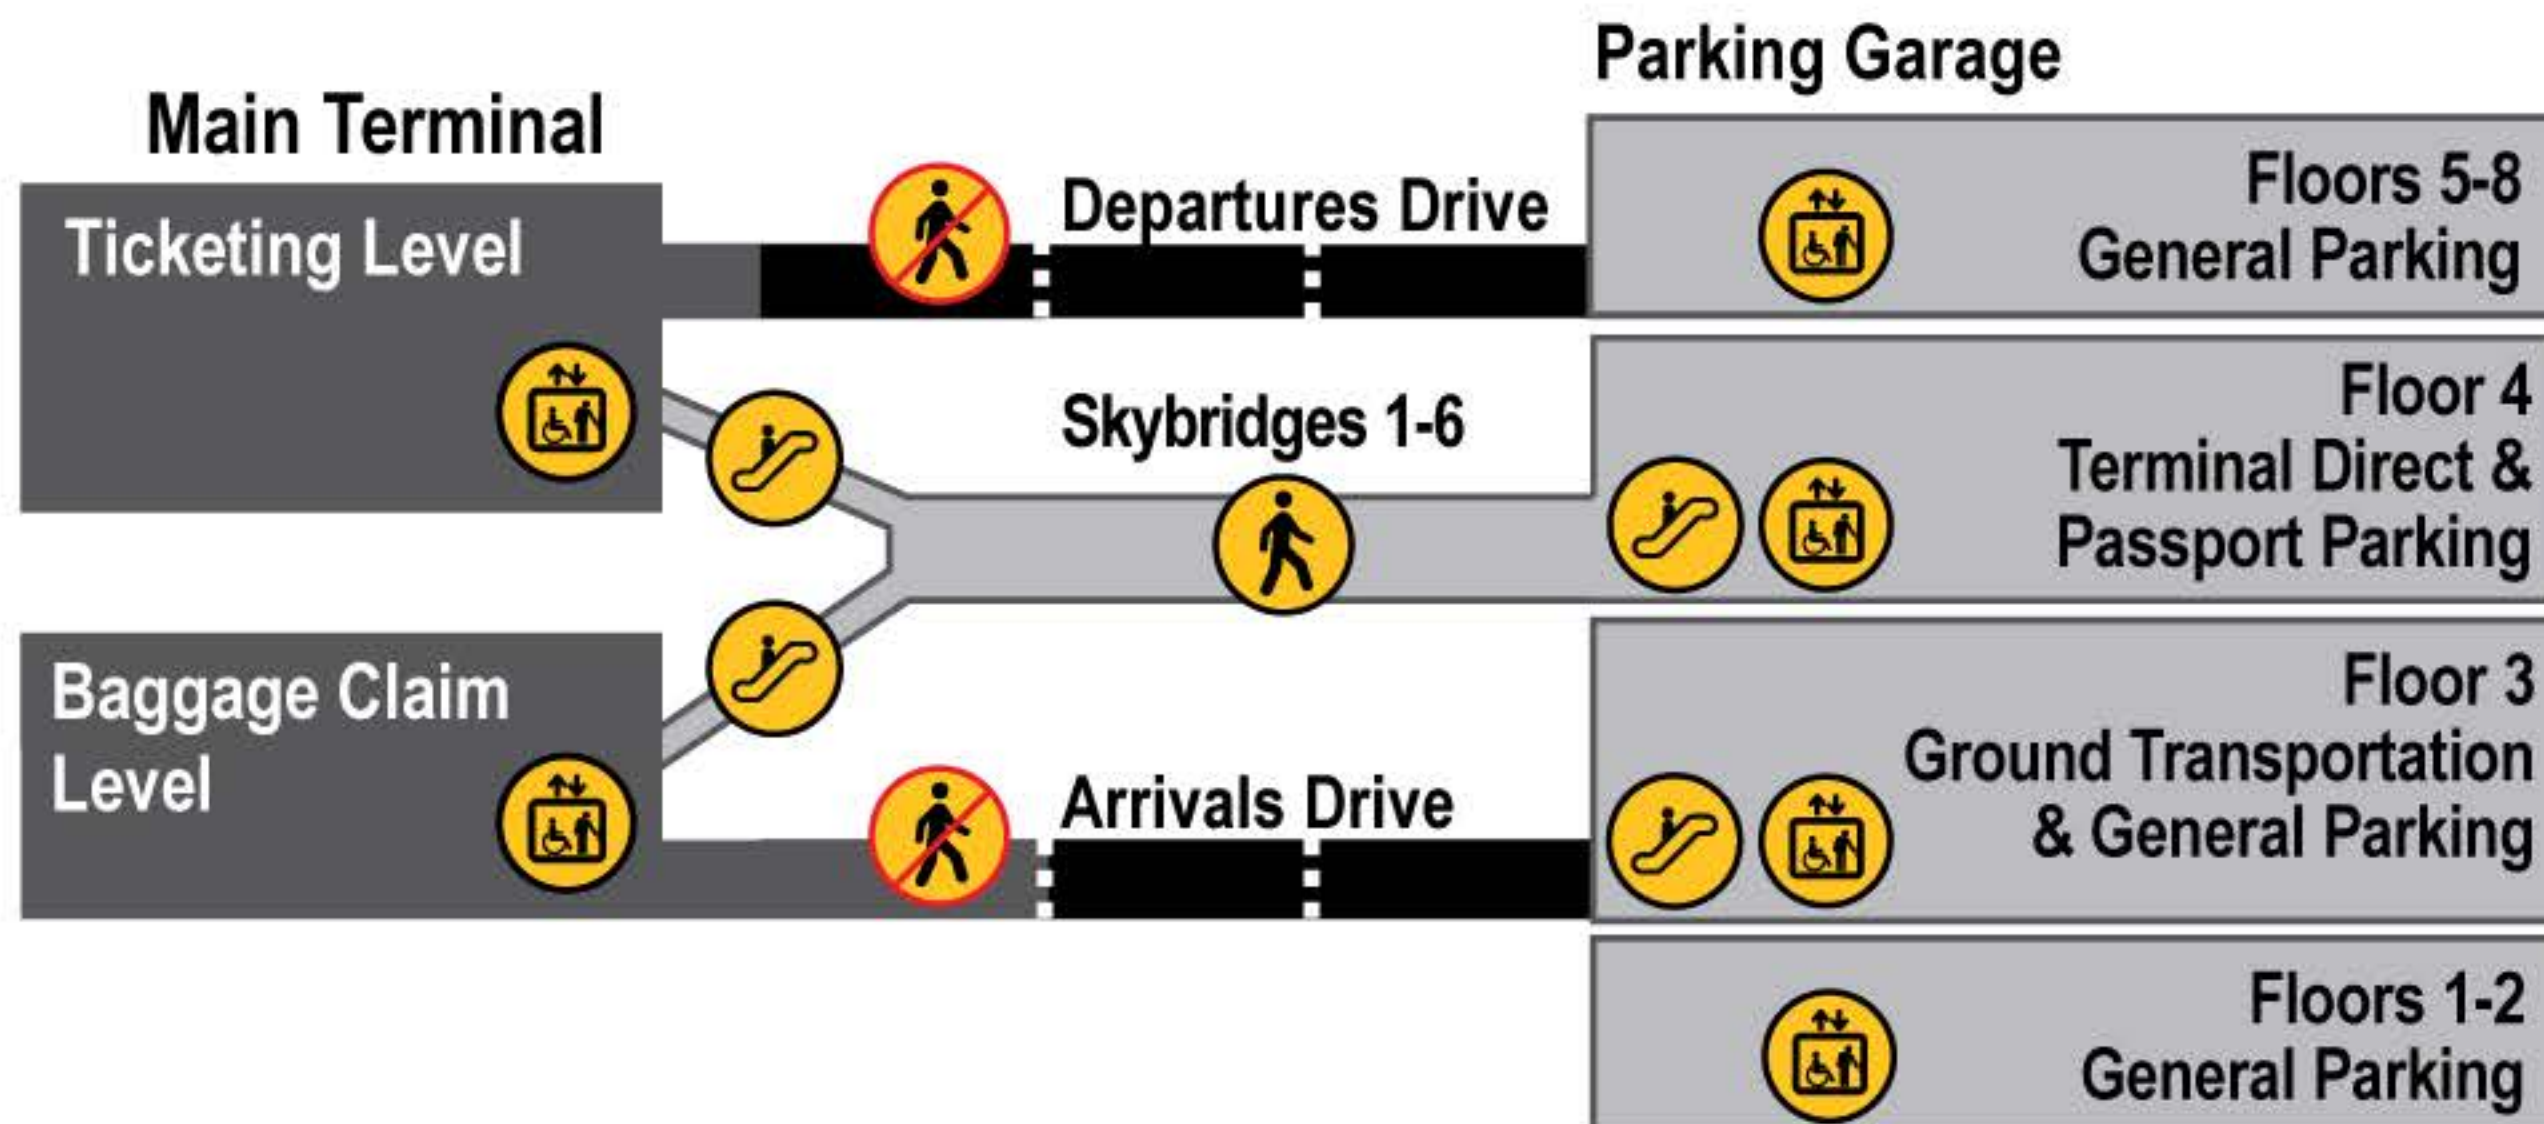 Parking Garage
Main Terminal
Ticketing Level
Departures Drive
Floors 5-8
General Parking
Skybridges 1-6
Floor 4
Terminal Direct &
Passport Parking
Baggage Claim
Level
Arrivals Drive
Floor 3
Ground Transportation
& General Parking
Floors 1-2
General Parking